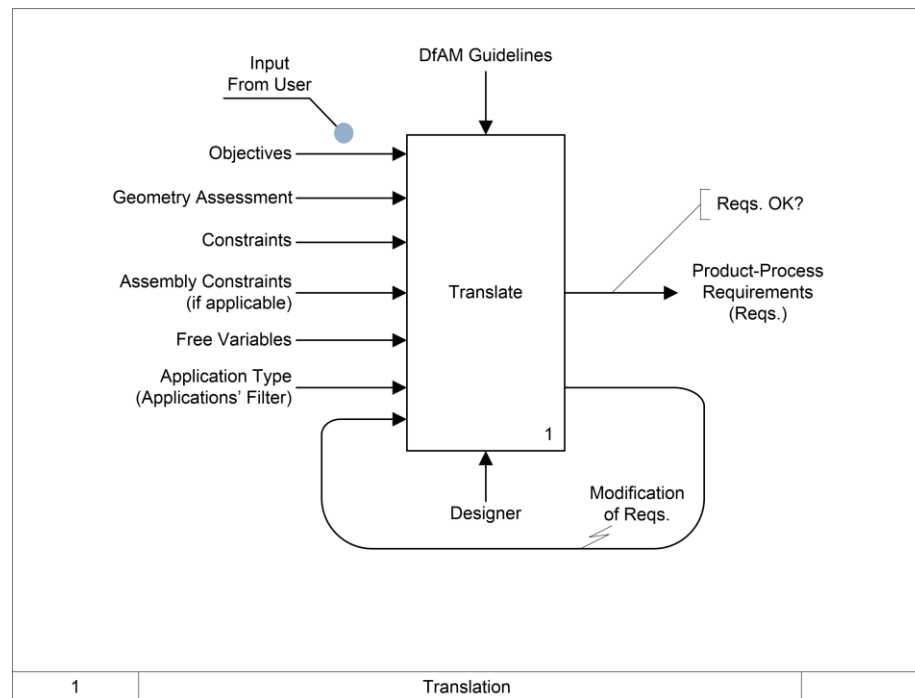 Input
From User
DfAM Guidelines
Objectives
Geometry Assessment
Constraints
Assembly Constraints
(if applicable)
Free Variables
Application Type
(Applications’ Filter)
Translate
1
Reqs. OK?
Product-Process
Requirements
(Reqs.)
Designer
Modification
of Reqs.
1
Translation